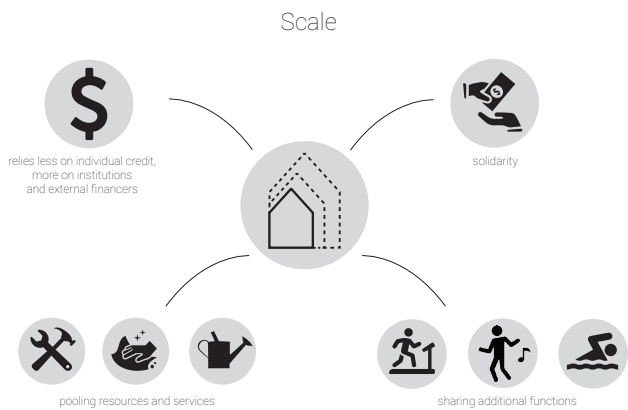 Scale
relies less on individual credit,
more on institutions
and external financers
solidarity
pooling resources and services
sharing additional functions